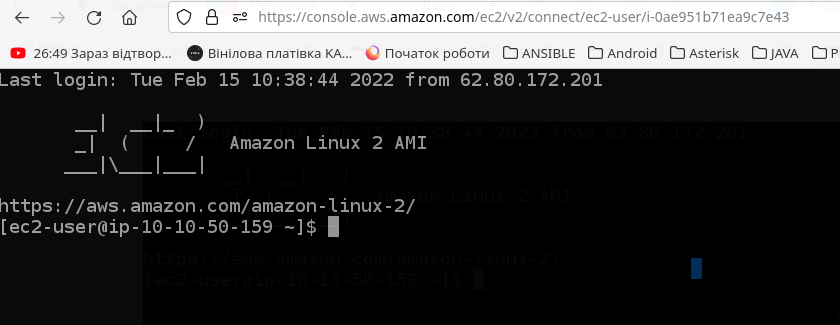 https://console.aws.amazon.com/ec2/v2/connect/ec2-user/i-0ae951b71ea9c7e43
26:49 Зараз відтвор... Вінілова платівка KA... Початок роботи ANSIBLE Android Asterisk JAVA P
Last login: Tue Feb 15 10:38:44 2022 from 62.80.172.201
__| __|_ )
_| ( / Amazon Linux 2 AMI
___|\___|___|
https://aws.amazon.com/amazon-linux-2/
[ec2-user@ip-10-10-50-159 ~]$
Last login: Tue Feb 15 10:38:44 2022 from 62.80.172.201
Amazon Linux 2 AMI
https://aws.amazon.com/amazon-linux-2/
[ec2-user@ip-10-10-50-159 ~]$